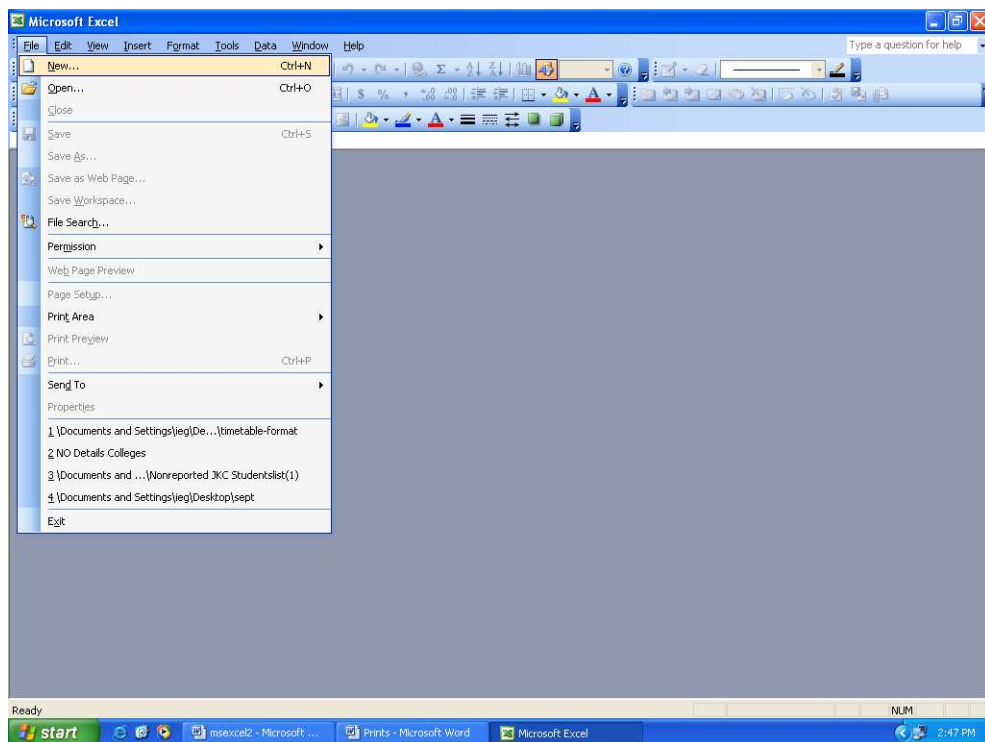 Microsoft Excel
File Edit View Insert Format Tools Data Window Help Type a question for help
New... Ctrl+N
Open... Ctrl+O
Close
Save Ctrl+S
Save As...
Save as Web Page...
Save Workspace...
File Search...
Permission
Web Page Preview
Page Setup...
Print Area
Print Preview
Print... Ctrl+P
Send To
Properties
1 \Documents and Settings\ieg\De...\timetable-format
2 NO Details Colleges
3 \Documents and ...\Nonreported JKC Studentslist(1)
4 \Documents and Settings\ieg\Desktop\sept
Exit
Ready NUM
start msexcel2 - Microsoft ... Prints - Microsoft Word Microsoft Excel 2:47 PM